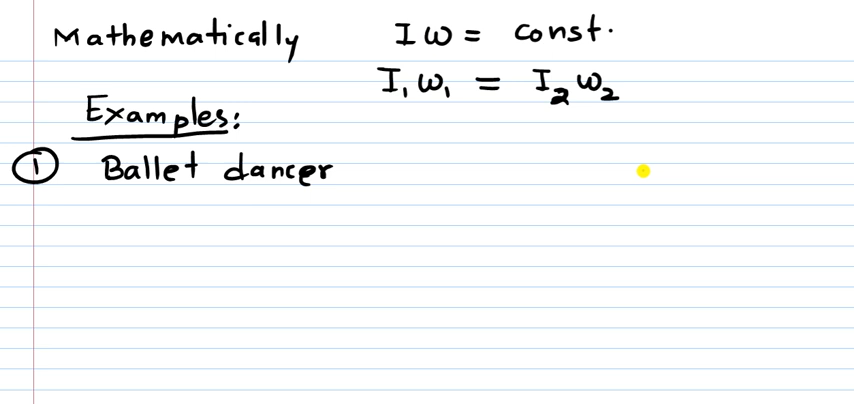 Mathematically Iω = const.
I₁ω₁ = I₂ω₂
Examples:
① Ballet dancer